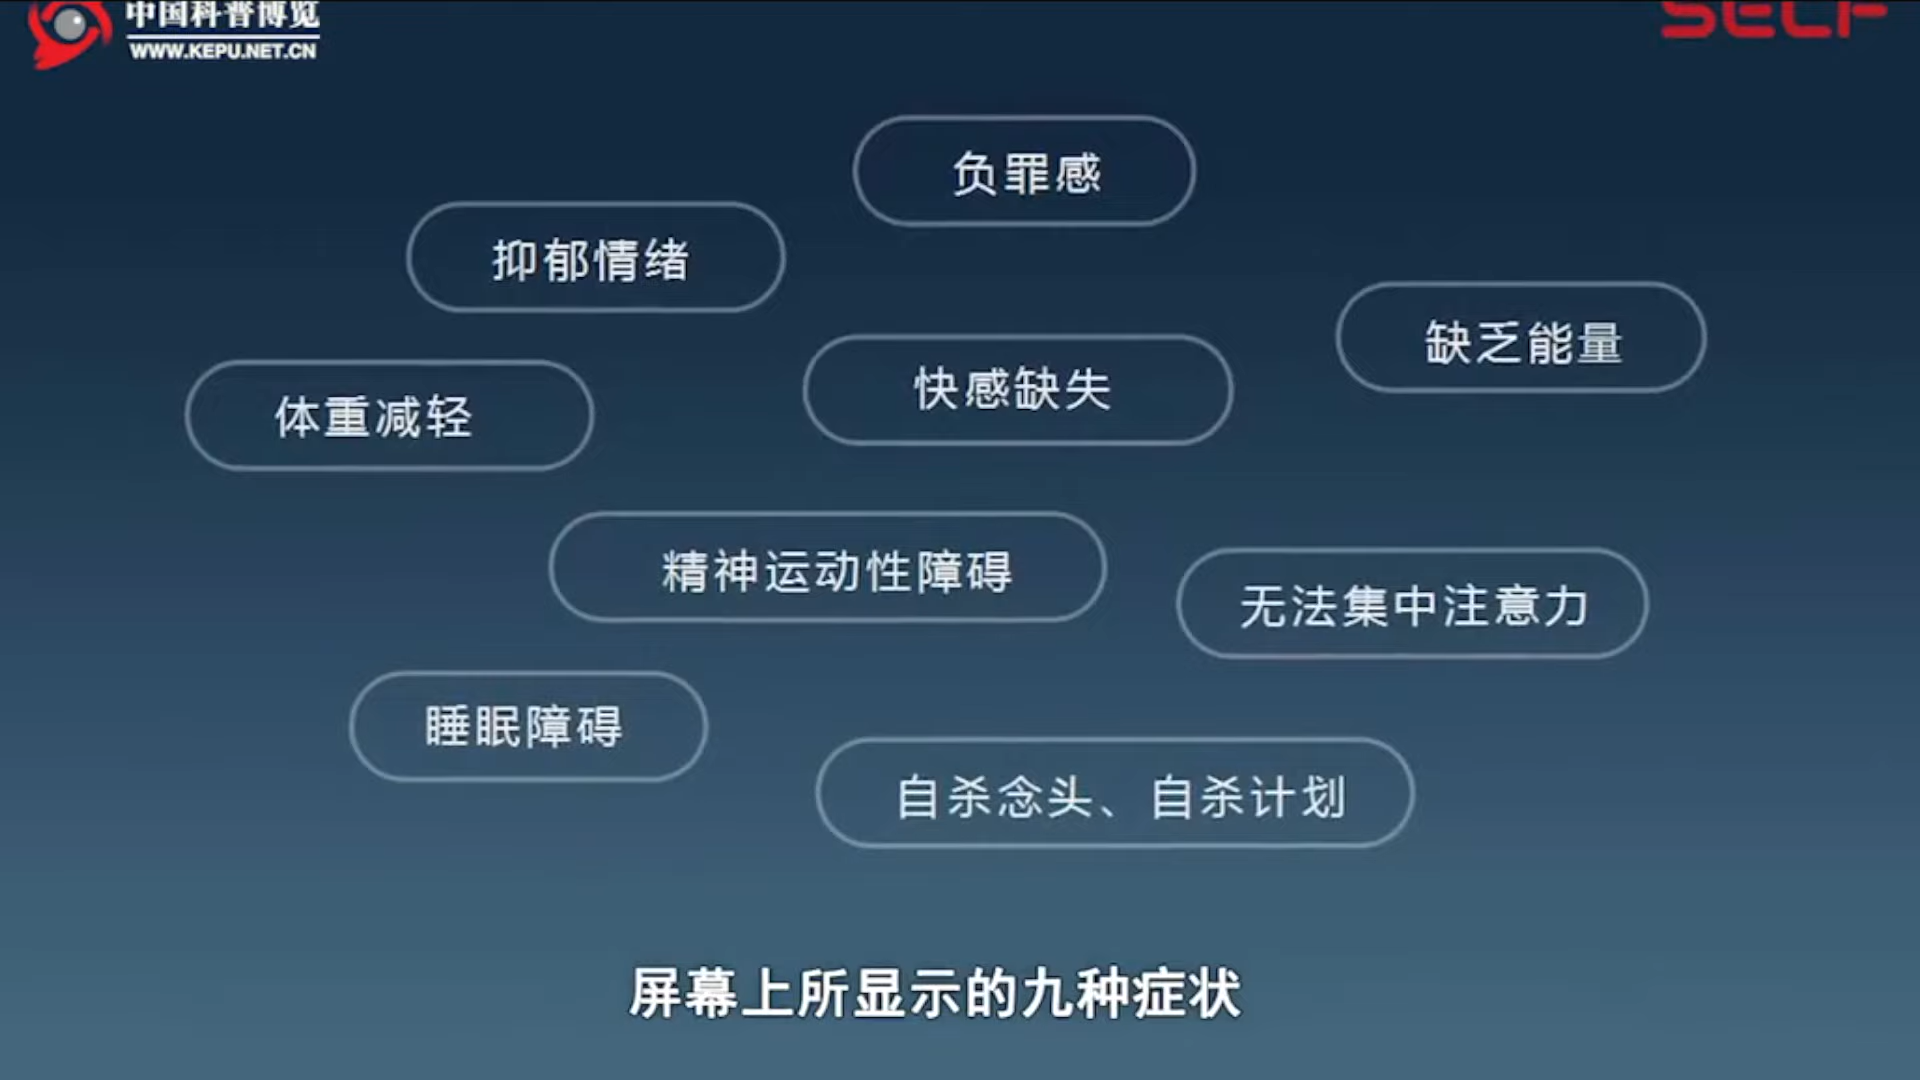 中国科普博览
WWW.KEPU.NET.CN
SELF
负罪感
抑郁情绪
缺乏能量
快感缺失
体重减轻
精神运动性障碍
无法集中注意力
睡眠障碍
自杀念头、自杀计划
屏幕上所显示的九种症状